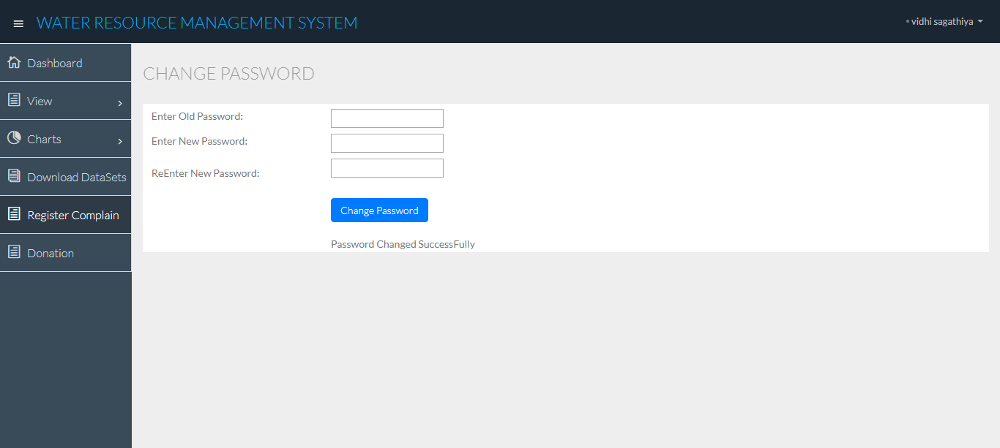 WATER RESOURCE MANAGEMENT SYSTEM
vidhi sagathiya
Dashboard
View
Charts
Download DataSets
Register Complain
Donation
CHANGE PASSWORD
Enter Old Password:
Enter New Password:
ReEnter New Password:
Change Password
Password Changed SuccessFully